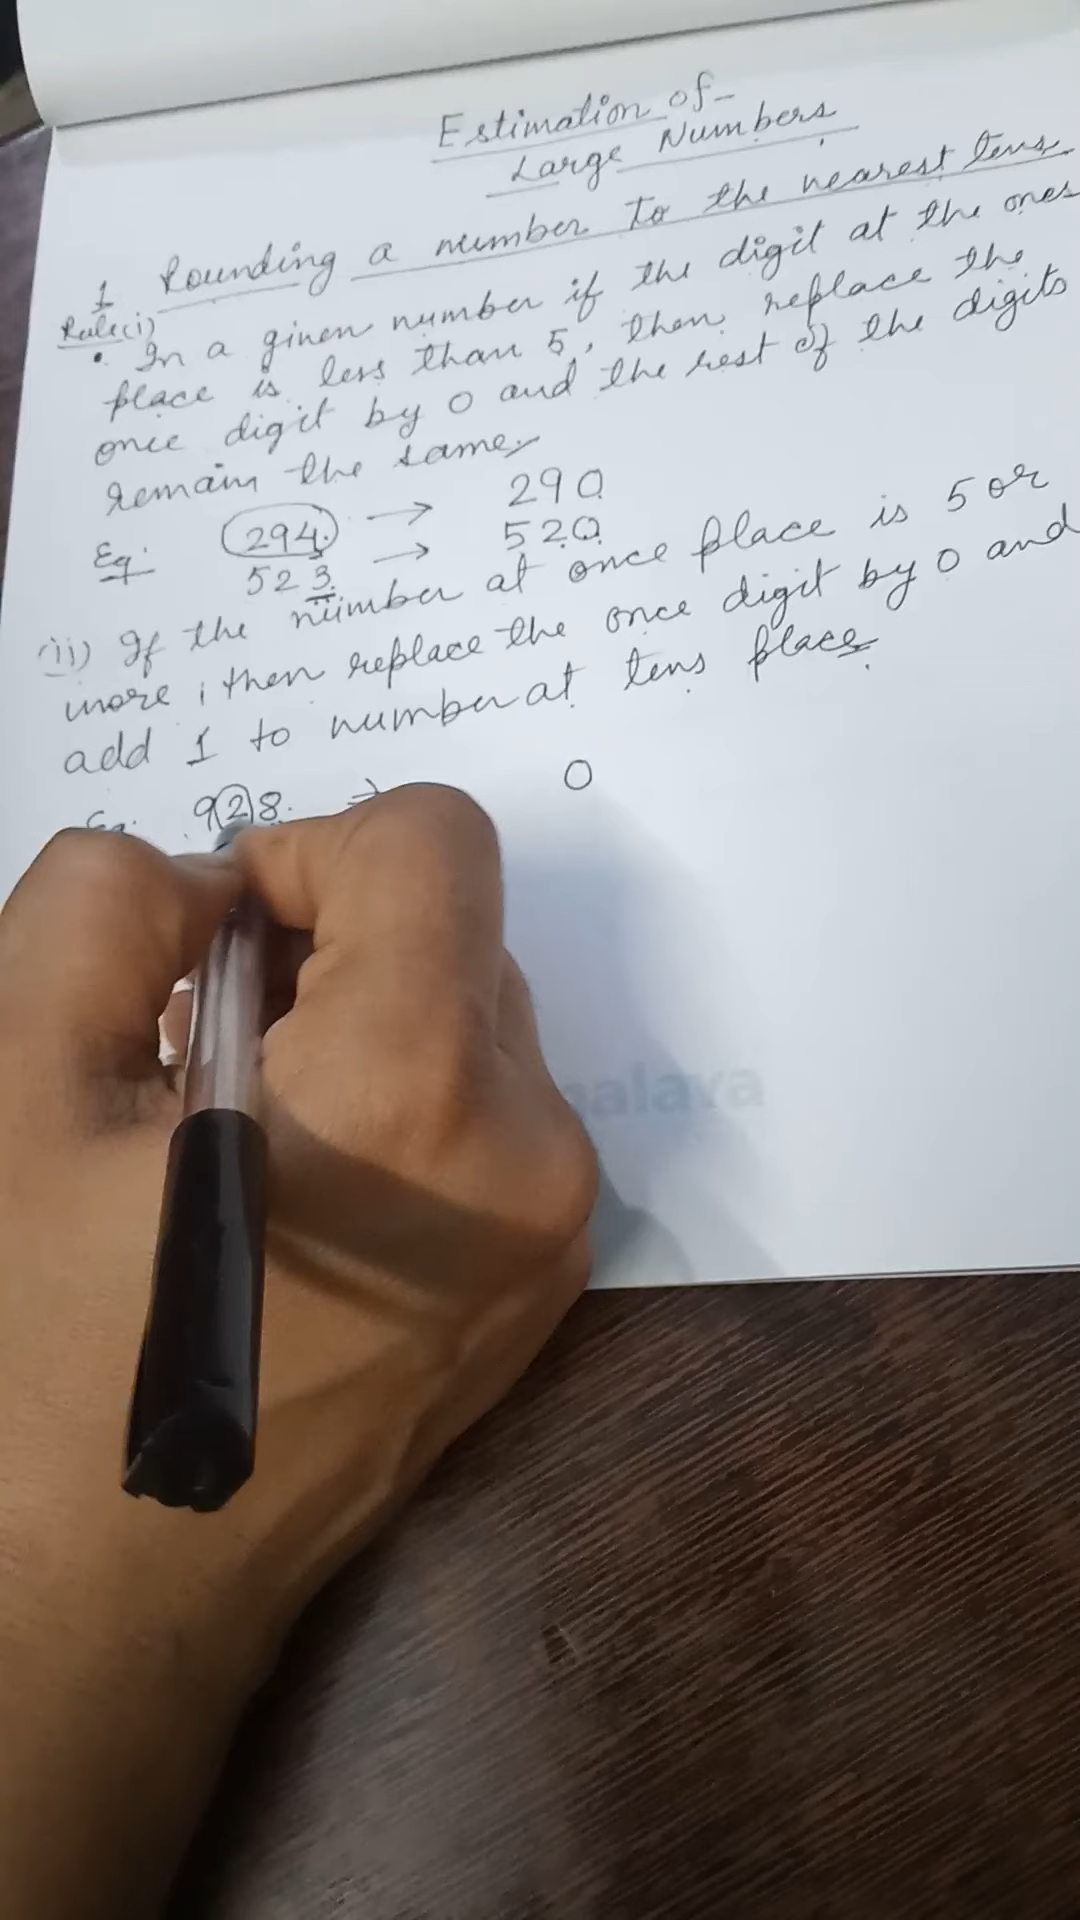 Estimation of-
Large Numbers
1 Rounding a number To the nearest tens
Rule(i)
• In a given number if the digit at the ones
place is less than 5, then replace the
once digit by 0 and the rest of the digits
remain the same
Eg: 294 → 290
523 → 520
(ii) If the number at once place is 5 or
more, then replace the once digit by 0 and
add 1 to number at tens place
Eg. 928. → 0